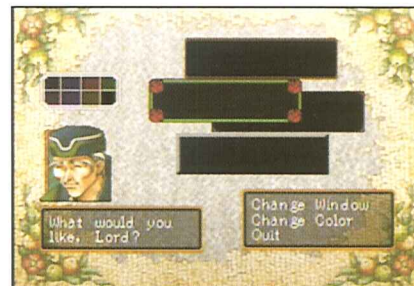 What would you
like, Lord?
Change Window
Change Color
Quit